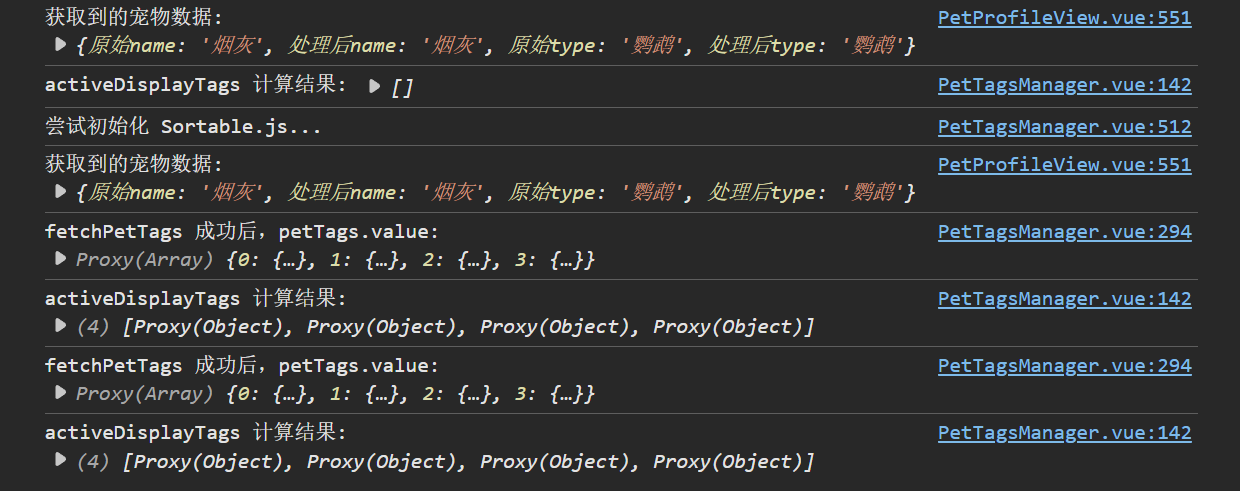 获取到的宠物数据: PetProfileView.vue:551
▶ {原始name: '烟灰', 处理后name: '烟灰', 原始type: '鹦鹉', 处理后type: '鹦鹉'}
activeDisplayTags 计算结果: ▶ [] PetTagsManager.vue:142
尝试初始化 Sortable.js... PetTagsManager.vue:512
获取到的宠物数据: PetProfileView.vue:551
▶ {原始name: '烟灰', 处理后name: '烟灰', 原始type: '鹦鹉', 处理后type: '鹦鹉'}
fetchPetTags 成功后，petTags.value: PetTagsManager.vue:294
▶ Proxy(Array) {0: {…}, 1: {…}, 2: {…}, 3: {…}}
activeDisplayTags 计算结果: PetTagsManager.vue:142
▶ (4) [Proxy(Object), Proxy(Object), Proxy(Object), Proxy(Object)]
fetchPetTags 成功后，petTags.value: PetTagsManager.vue:294
▶ Proxy(Array) {0: {…}, 1: {…}, 2: {…}, 3: {…}}
activeDisplayTags 计算结果: PetTagsManager.vue:142
▶ (4) [Proxy(Object), Proxy(Object), Proxy(Object), Proxy(Object)]